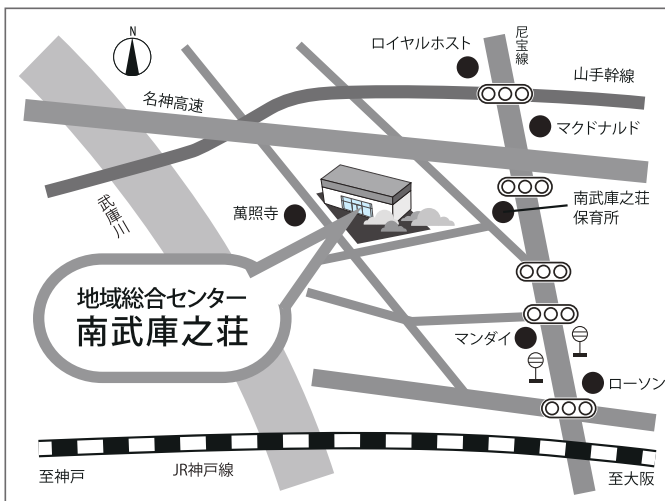 N
ロイヤルホスト
尼宝線
山手幹線
名神高速
マクドナルド
武庫川
萬照寺
南武庫之荘
保育所
地域総合センター
南武庫之荘
マンダイ
ローソン
至神戸
JR神戸線
至大阪